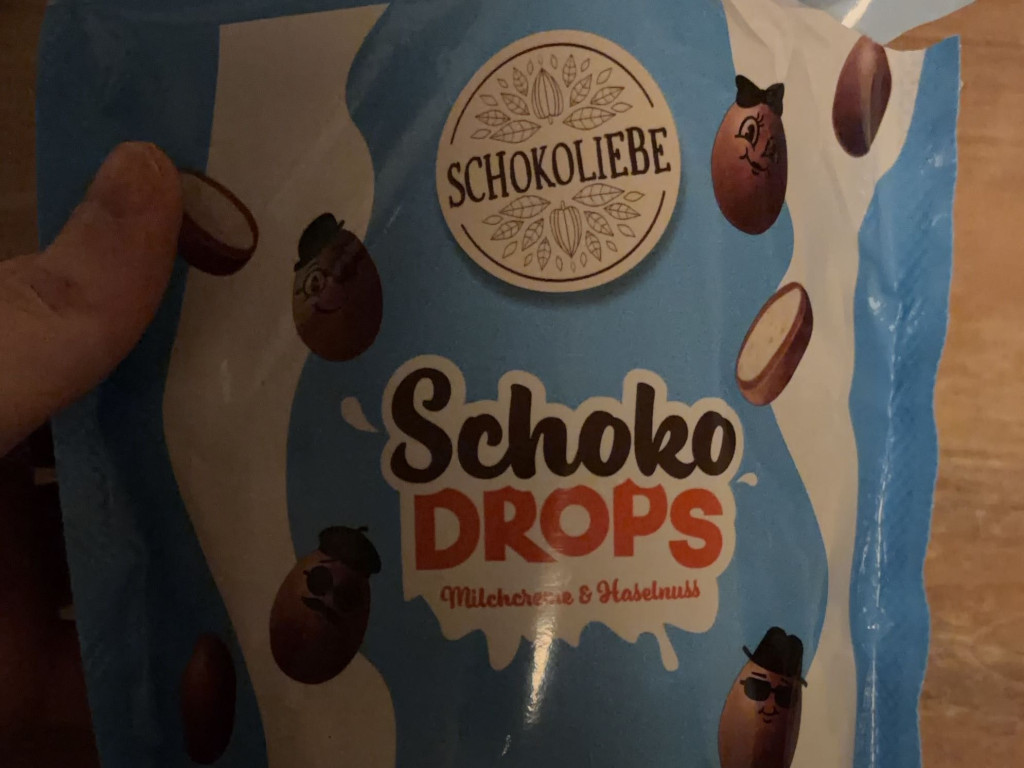 SCHOKOLIEBE
Schoko
DROPS
Milchcreme & Haselnuss